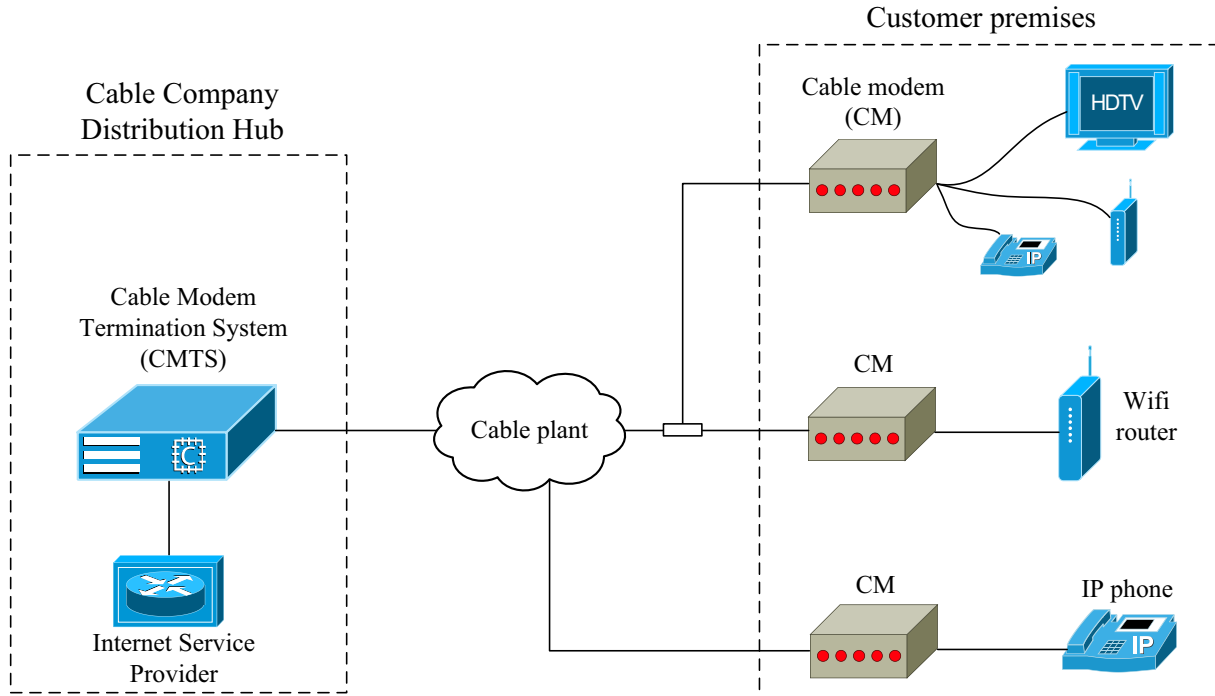 Customer premises
Cable Company
Distribution Hub
Cable modem
(CM)
HDTV
IP
Cable Modem
Termination System
(CMTS)
C
CM
Wifi
router
Cable plant
CM
IP phone
IP
Internet Service
Provider